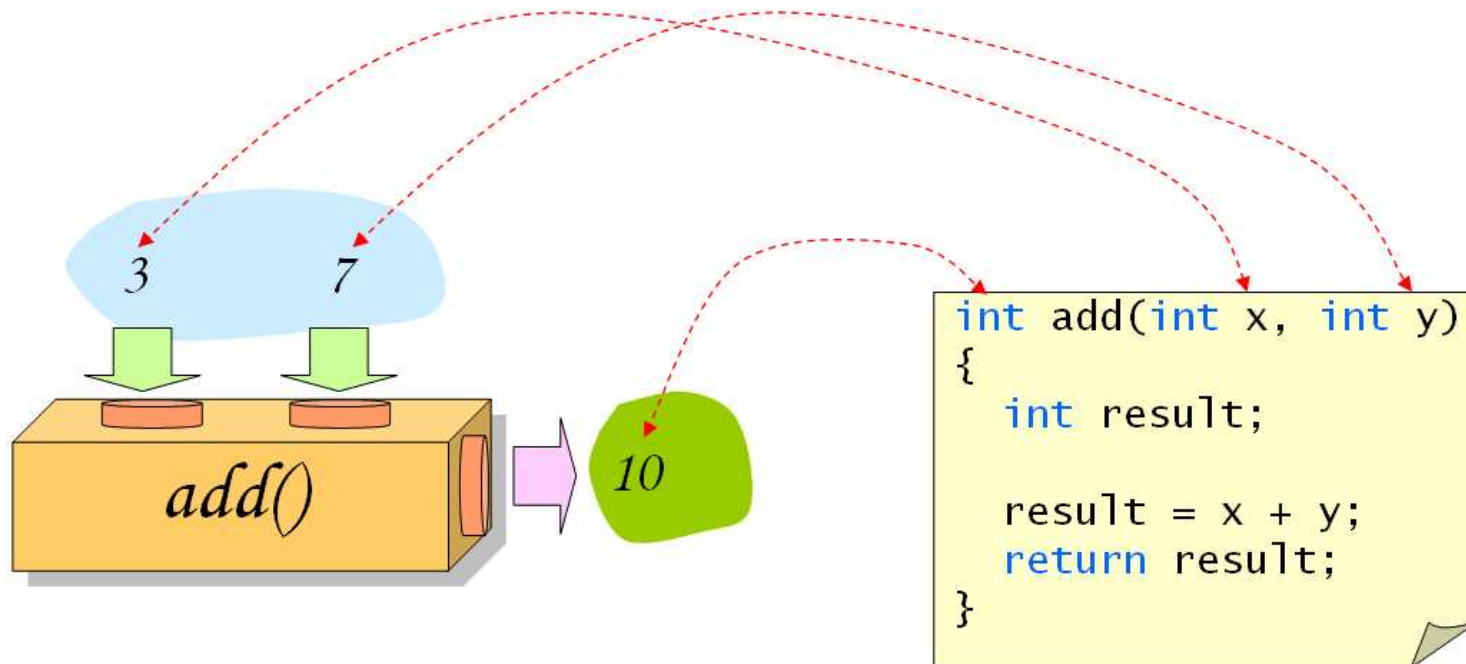 3 7
add()
10
int add(int x, int y)
{
int result;
result = x + y;
return result;
}